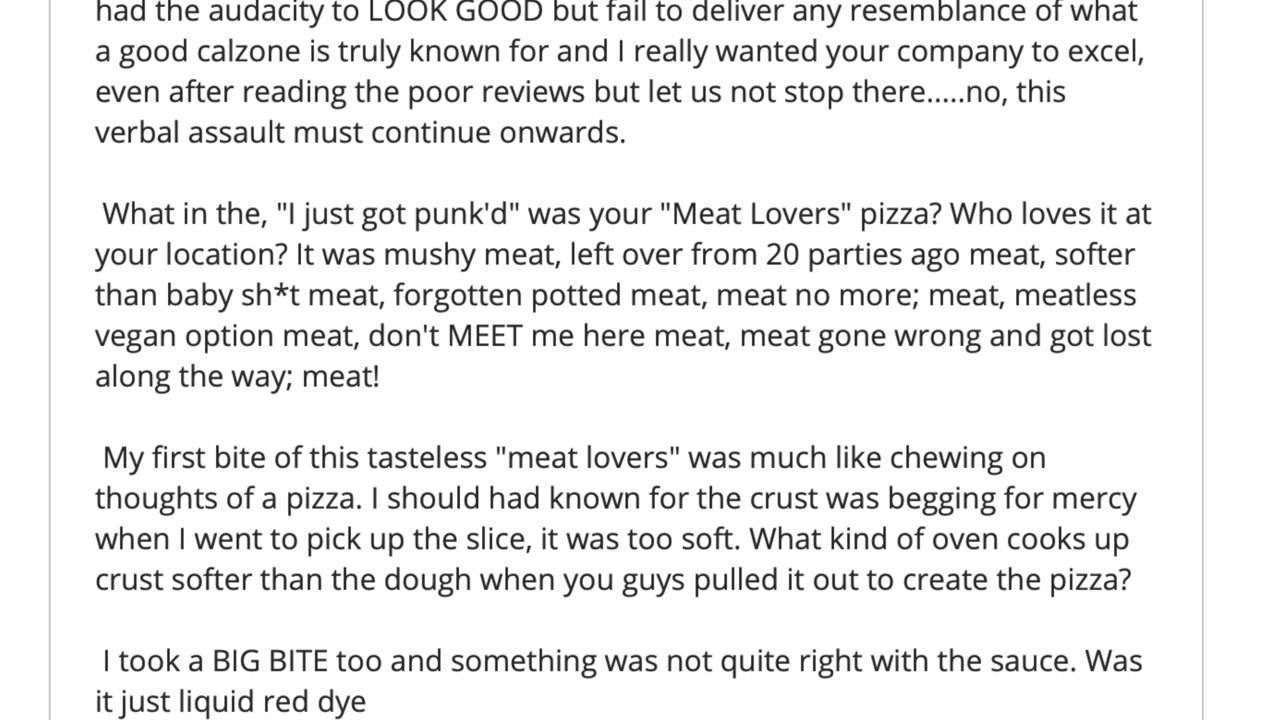 had the audacity to LOOK GOOD but fail to deliver any resemblance of what
a good calzone is truly known for and I really wanted your company to excel,
even after reading the poor reviews but let us not stop there.....no, this
verbal assault must continue onwards.
What in the, "I just got punk'd" was your "Meat Lovers" pizza? Who loves it at
your location? It was mushy meat, left over from 20 parties ago meat, softer
than baby sh*t meat, forgotten potted meat, meat no more; meat, meatless
vegan option meat, don't MEET me here meat, meat gone wrong and got lost
along the way; meat!
My first bite of this tasteless "meat lovers" was much like chewing on
thoughts of a pizza. I should had known for the crust was begging for mercy
when I went to pick up the slice, it was too soft. What kind of oven cooks up
crust softer than the dough when you guys pulled it out to create the pizza?
I took a BIG BITE too and something was not quite right with the sauce. Was
it just liquid red dye